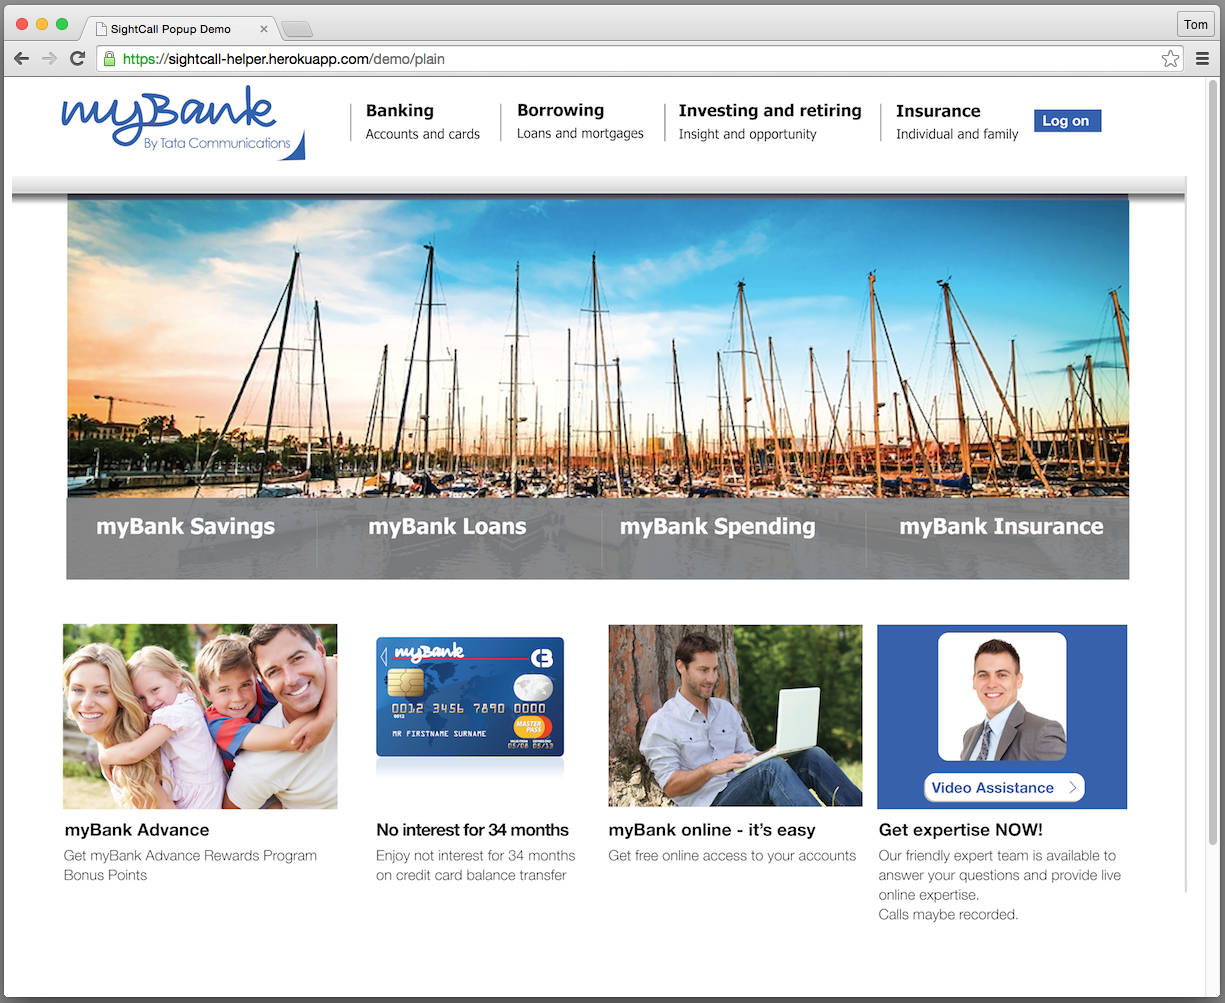 SightCall Popup Demo
Tom
https://sightcall-helper.herokuapp.com/demo/plain
myBank
By Tata Communications
Banking
Accounts and cards
Borrowing
Loans and mortgages
Investing and retiring
Insight and opportunity
Insurance
Individual and family
Log on
myBank Savings
myBank Loans
myBank Spending
myBank Insurance
myBank
CB
0012 3456 7890 0000
0012
MASTER
PASS
MR FIRSTNAME SURNAME
05/08 05/13
Video Assistance
myBank Advance
Get myBank Advance Rewards Program
Bonus Points
No interest for 34 months
Enjoy not interest for 34 months
on credit card balance transfer
myBank online - it's easy
Get free online access to your accounts
Get expertise NOW!
Our friendly expert team is available to
answer your questions and provide live
online expertise.
Calls maybe recorded.